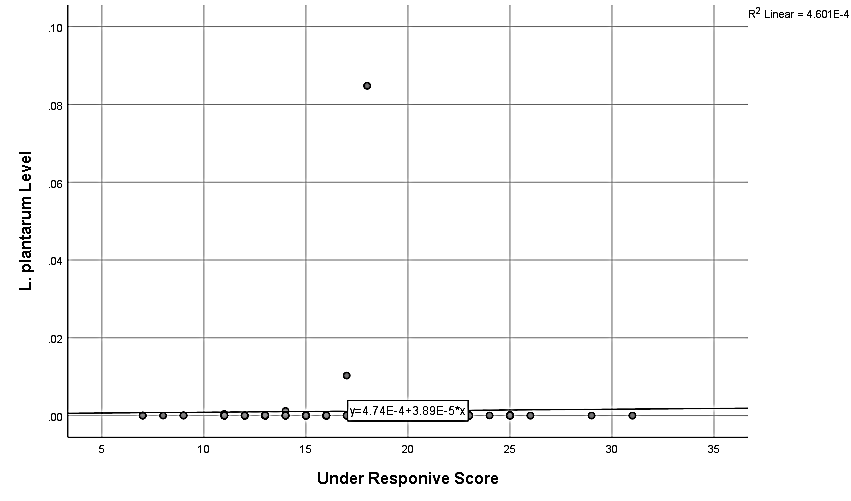 R2 Linear = 4.601E-4
.10
.08
.06
.04
.02
.00
L. plantarum Level
y=4.74E-4+3.89E-5*x
5 10 15 20 25 30 35
Under Responive Score